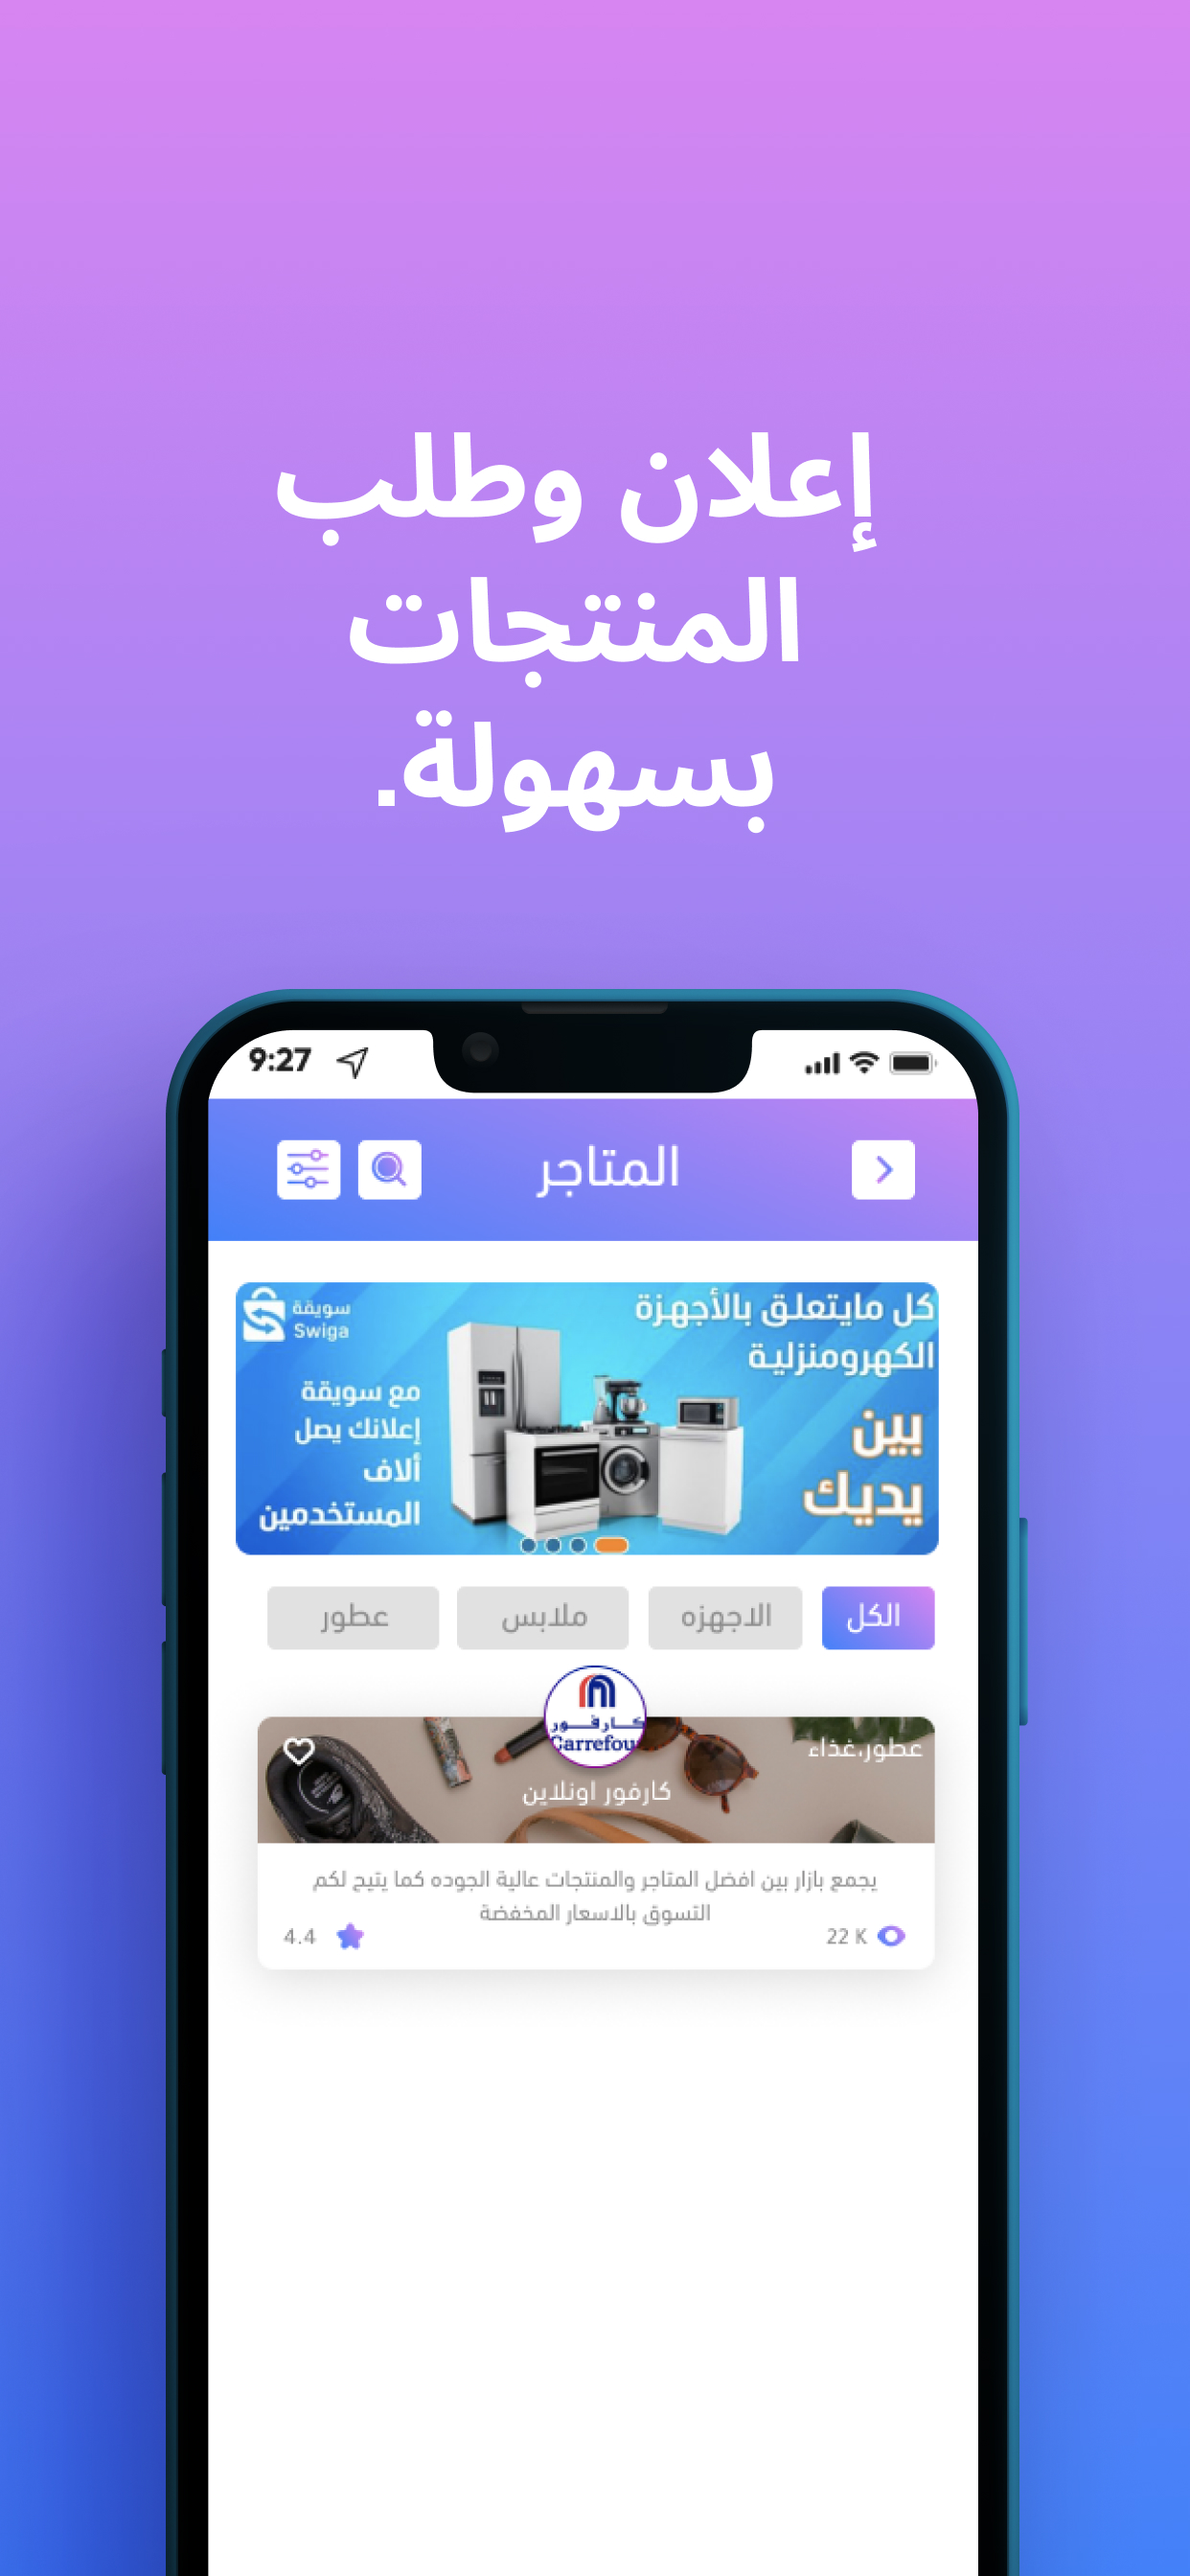 إعلان وطلب
المنتجات
بسهولة.
9:27
المتاجر
كل مايتعلق بالأجهزة
الكهرومنزلية
بين
يديك
سويقة
Swiga
مع سويقة
إعلانك يصل
ألاف
المستخدمين
الكل
الاجهزه
ملابس
عطور
كارفور
Carrefou
عطور،غذاء
كارفور اونلاين
يجمع بازار بين افضل المتاجر والمنتجات عالية الجوده كما يتيح لكم
التسوق بالاسعار المخفضة
22 K
4.4